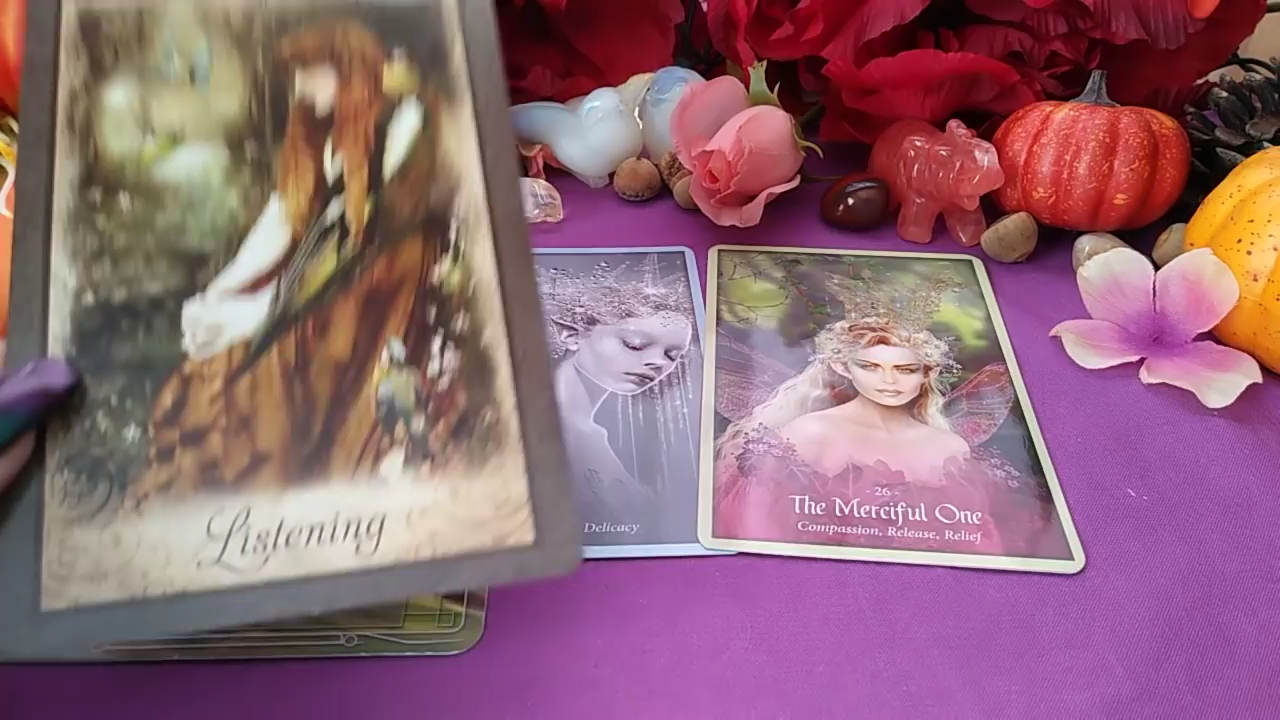 Listening
Delicacy
- 26 -
The Merciful One
Compassion, Release, Relief